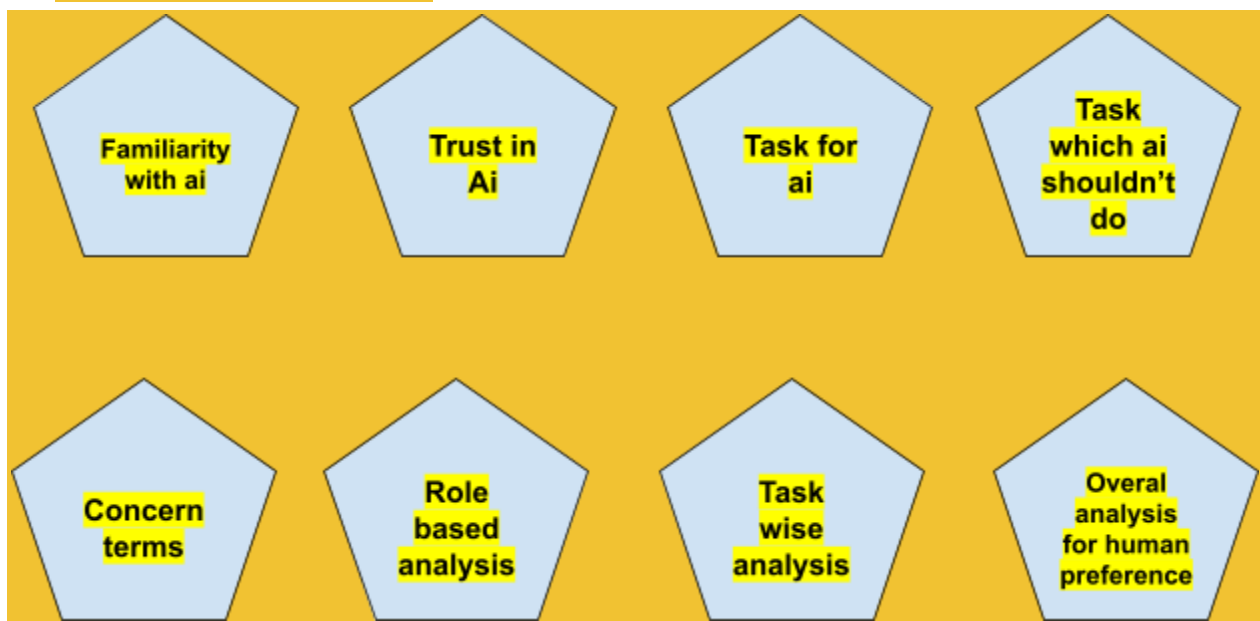 Familiarity
with ai
Trust in
Ai
Task for
ai
Task
which ai
shouldn’t
do
Concern
terms
Role
based
analysis
Task
wise
analysis
Overal
analysis
for human
preference